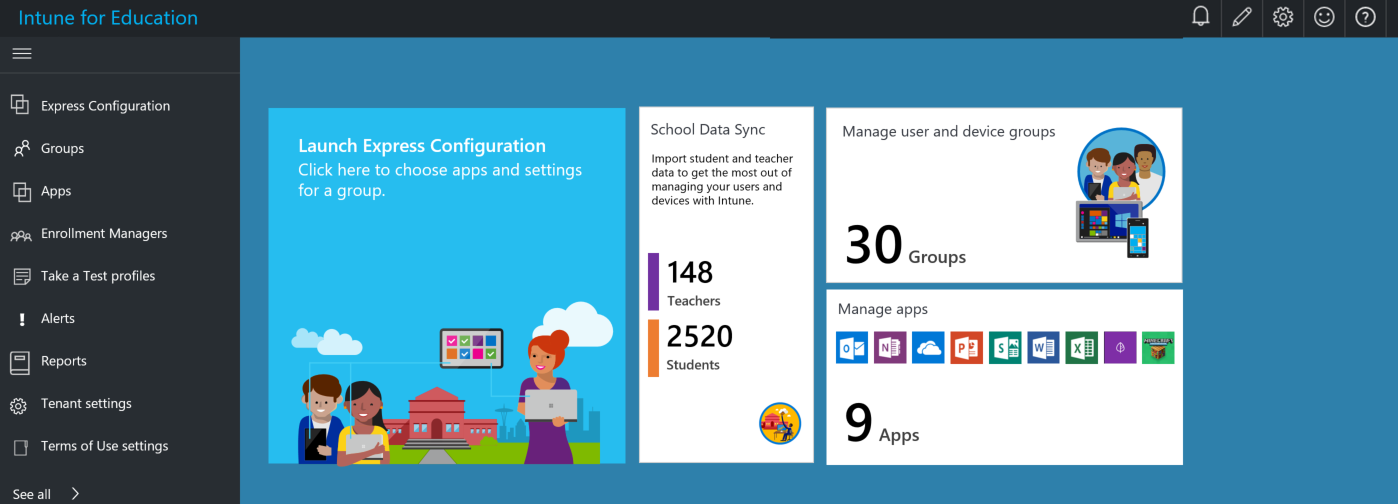 Intune for Education
Express Configuration
Groups
Apps
Enrollment Managers
Take a Test profiles
Alerts
Reports
Tenant settings
Terms of Use settings
See all
Launch Express Configuration
Click here to choose apps and settings
for a group.
School Data Sync
Import student and teacher
data to get the most out of
managing your users and
devices with Intune.
148
Teachers
2520
Students
Manage user and device groups
30 Groups
Manage apps
MINECRAFT
9 Apps